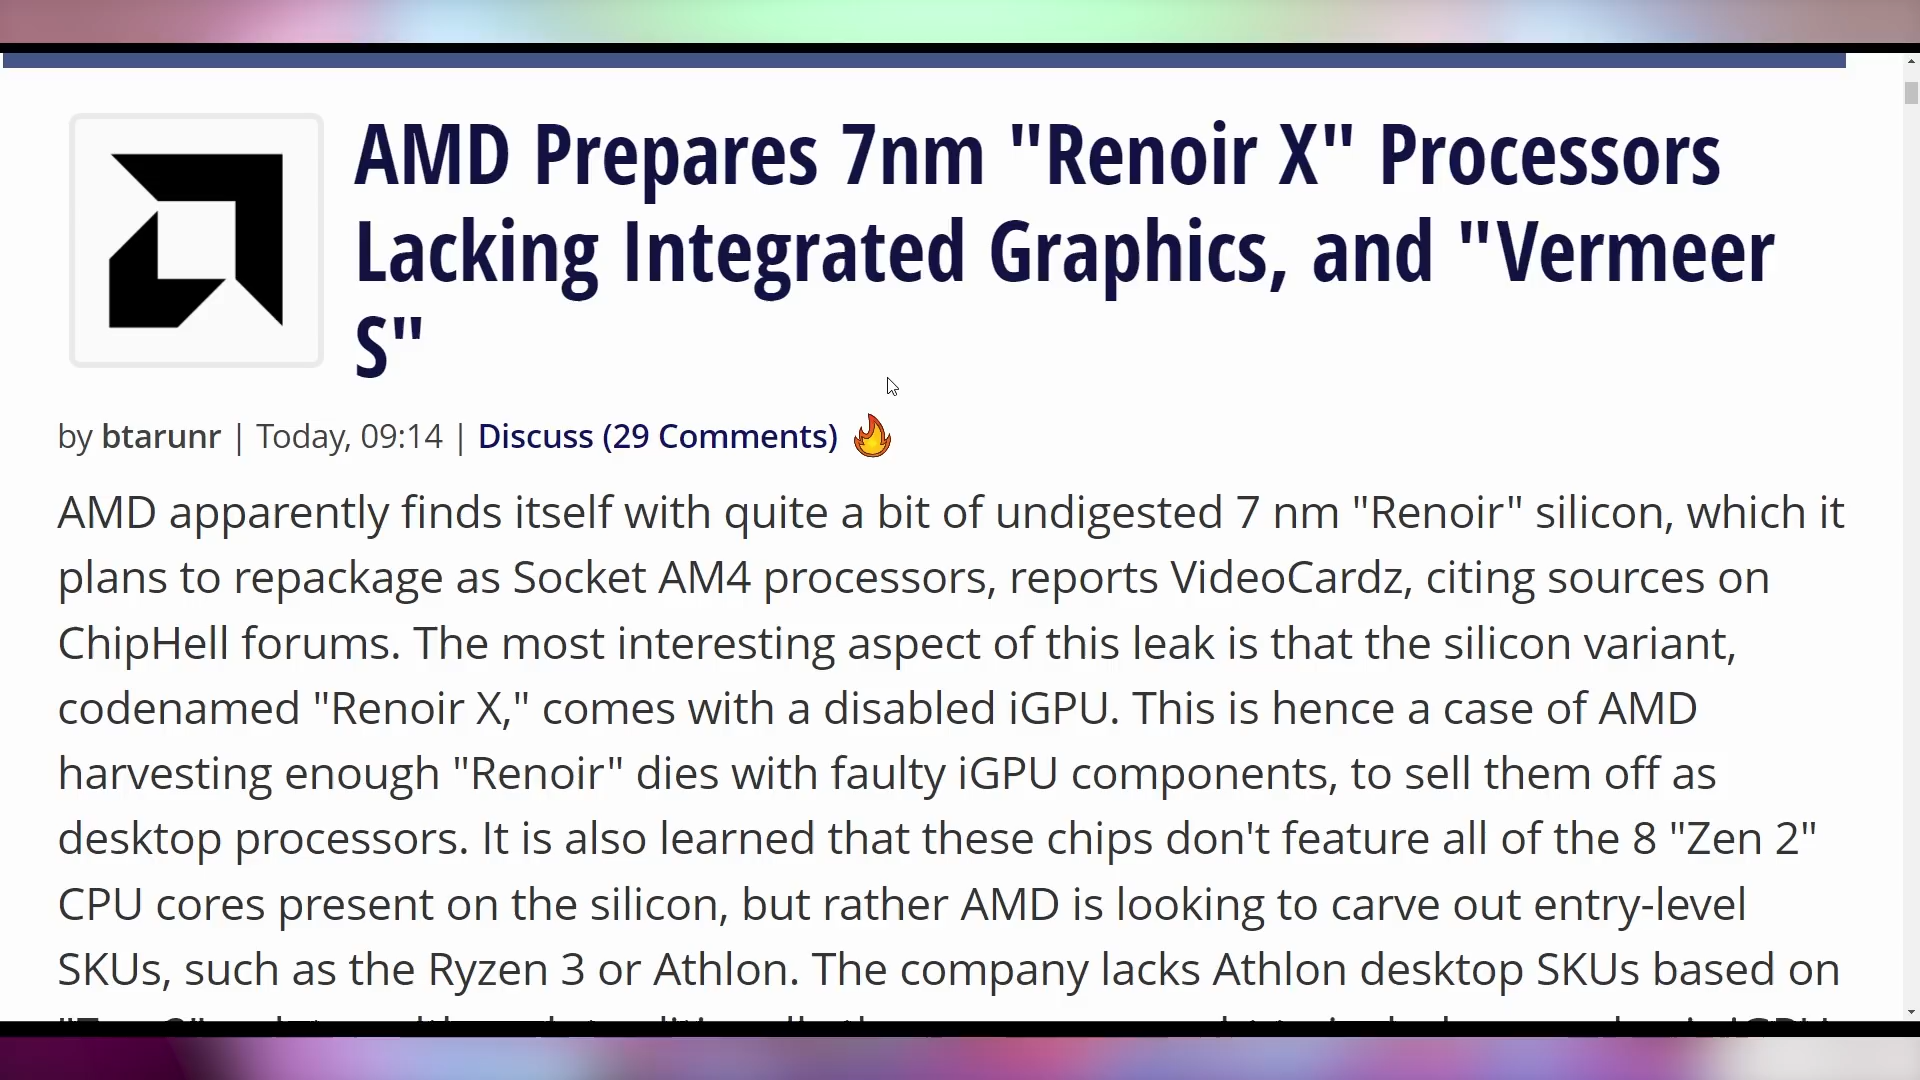 AMD Prepares 7nm "Renoir X" Processors
Lacking Integrated Graphics, and "Vermeer
S"
by btarunr | Today, 09:14 | Discuss (29 Comments)
AMD apparently finds itself with quite a bit of undigested 7 nm "Renoir" silicon, which it
plans to repackage as Socket AM4 processors, reports VideoCardz, citing sources on
ChipHell forums. The most interesting aspect of this leak is that the silicon variant,
codenamed "Renoir X," comes with a disabled iGPU. This is hence a case of AMD
harvesting enough "Renoir" dies with faulty iGPU components, to sell them off as
desktop processors. It is also learned that these chips don't feature all of the 8 "Zen 2"
CPU cores present on the silicon, but rather AMD is looking to carve out entry-level
SKUs, such as the Ryzen 3 or Athlon. The company lacks Athlon desktop SKUs based on